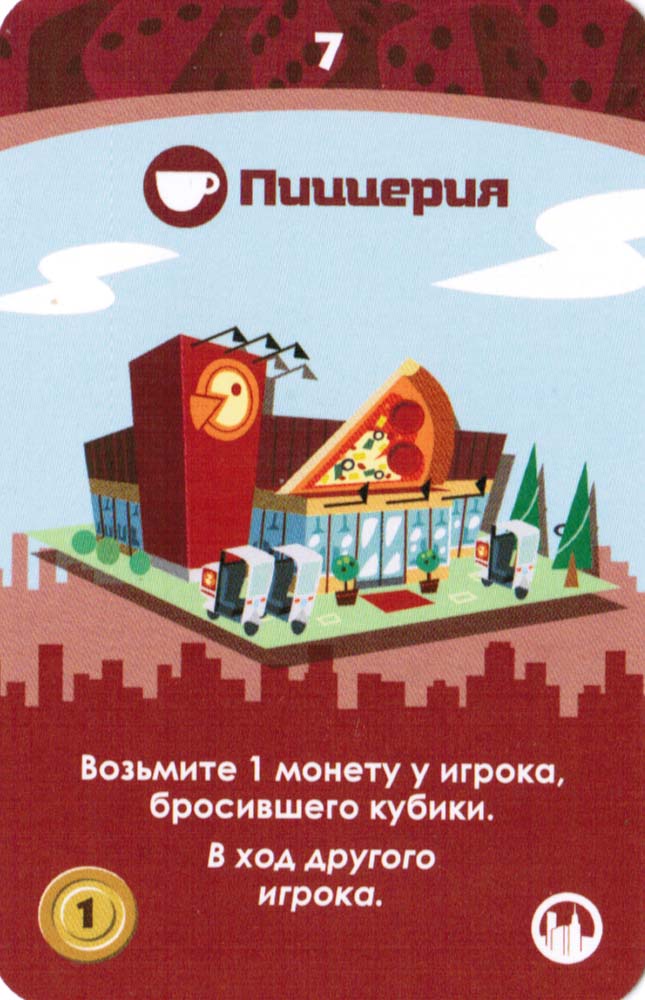 7
Пиццерия
Возьмите 1 монету у игрока,
бросившего кубики.
В ход другого
игрока.
1